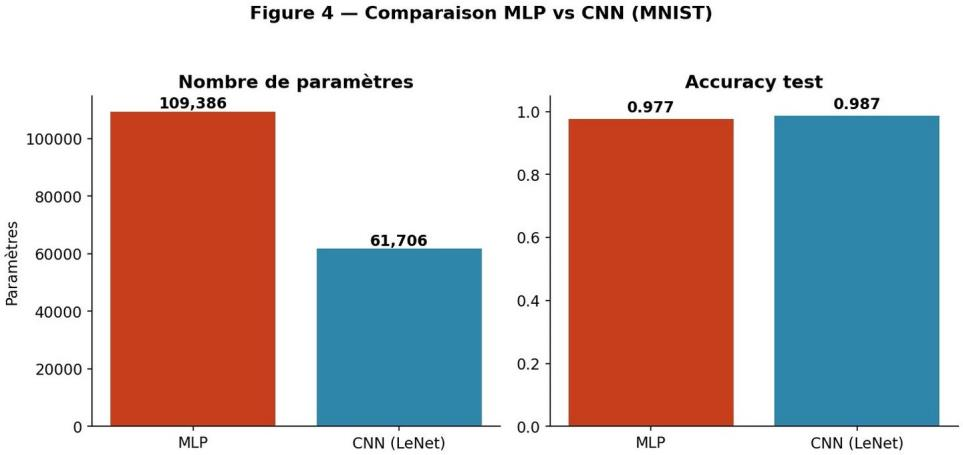 Figure 4 — Comparaison MLP vs CNN (MNIST)
Nombre de paramètres
109,386
61,706
100000
80000
60000
40000
20000
0
Paramètres
MLP
CNN (LeNet)
Accuracy test
0.977
0.987
1.0
0.8
0.6
0.4
0.2
0.0
MLP
CNN (LeNet)